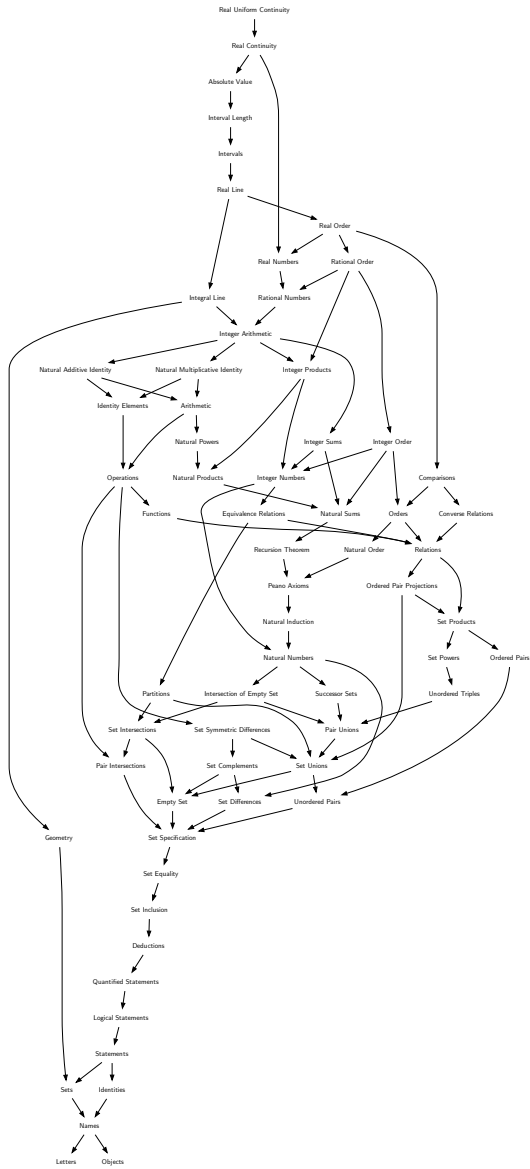 Real Uniform Continuity
Real Continuity
Absolute Value
Interval Length
Intervals
Real Line
Real Order
Real Numbers
Rational Order
Integral Line
Rational Numbers
Integer Arithmetic
Natural Additive Identity
Natural Multiplicative Identity
Integer Products
Identity Elements
Arithmetic
Natural Powers
Integer Sums
Integer Order
Operations
Natural Products
Integer Numbers
Comparisons
Functions
Equivalence Relations
Natural Sums
Orders
Converse Relations
Recursion Theorem
Natural Order
Relations
Peano Axioms
Ordered Pair Projections
Natural Induction
Set Products
Natural Numbers
Set Powers
Ordered Pairs
Partitions
Intersection of Empty Set
Successor Sets
Unordered Triples
Set Intersections
Set Symmetric Differences
Pair Unions
Pair Intersections
Set Complements
Set Unions
Empty Set
Set Differences
Unordered Pairs
Geometry
Set Specification
Set Equality
Set Inclusion
Deductions
Quantified Statements
Logical Statements
Statements
Sets
Identities
Names
Letters
Objects